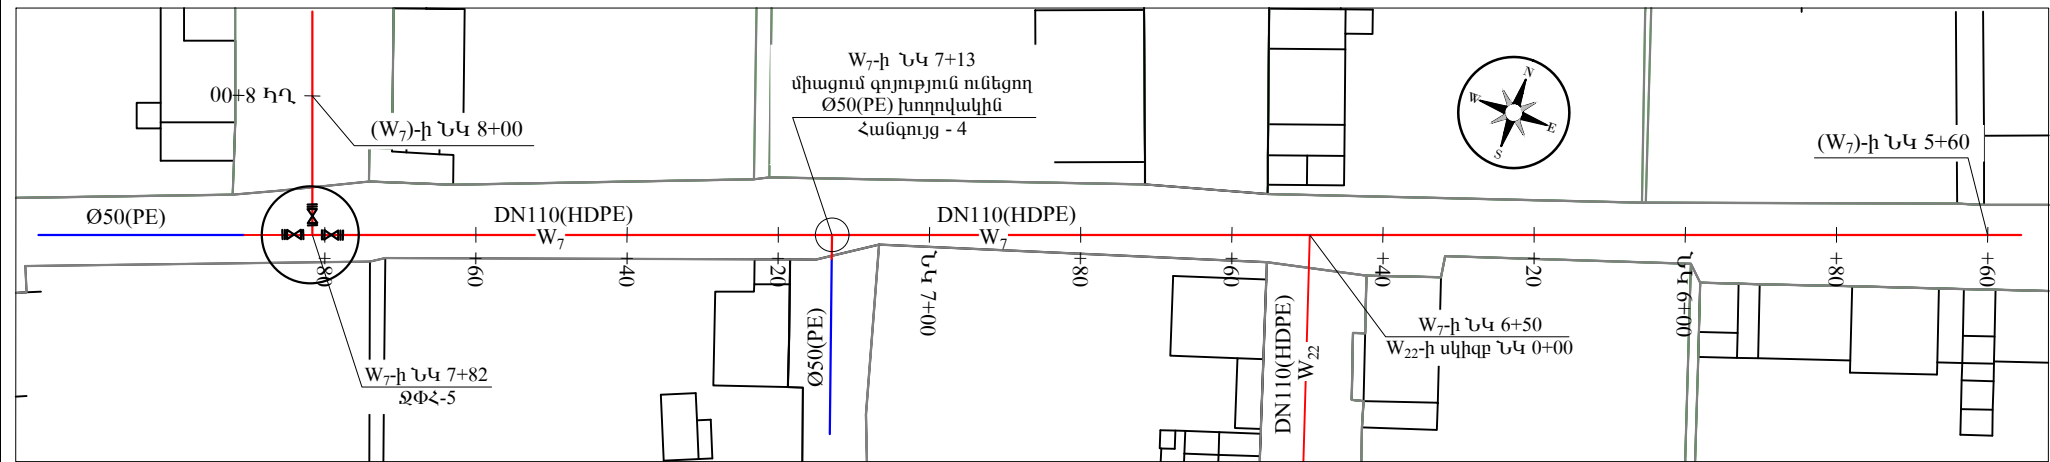 W₇-ի ՆԿ 7+13
միացում գոյություն ունեցող
Ø50(PE) խողովակին
Հանգույց - 4
ՆԿ 8+00
(W₇)-ի ՆԿ 8+00
N
W
E
S
(W₇)-ի ՆԿ 5+60
Ø50(PE)
DN110(HDPE)
W₇
DN110(HDPE)
W₇
+80
+60
+40
+20
ՆԿ 7+00
+80
+60
+40
+20
ՆԿ 6+00
+80
+60
Ø50(PE)
DN110(HDPE)
W₂₂
W₇-ի ՆԿ 6+50
W₂₂-ի սկիզբ ՆԿ 0+00
W₇-ի ՆԿ 7+82
ՋՓՀ-5